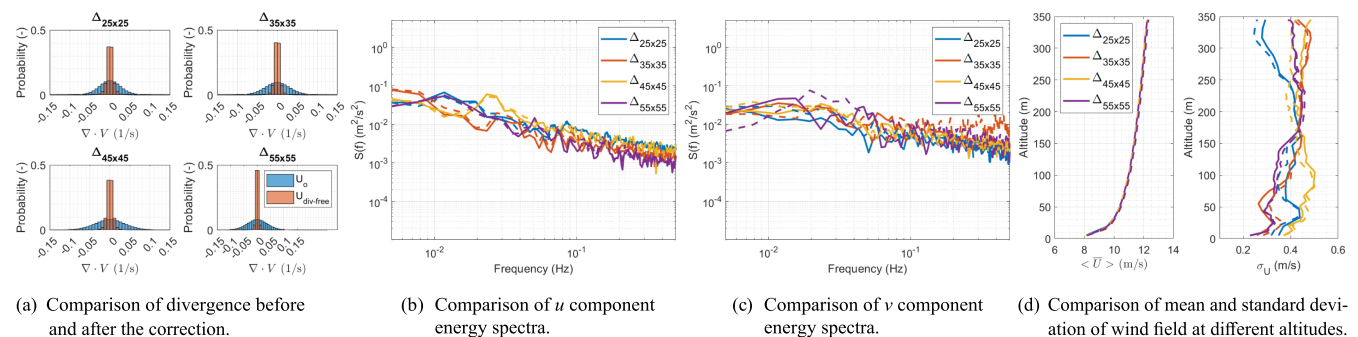 Δ25x25
Probability (-)
0.5
0
-0.15
-0.1
-0.05
0
0.05
0.1
0.15
∇ · V (1/s)
Δ35x35
Probability (-)
0.5
0
-0.15
-0.1
-0.05
0
0.05
0.1
0.15
∇ · V (1/s)
Δ45x45
Probability (-)
0.5
0
-0.15
-0.1
-0.05
0
0.05
0.1
0.15
∇ · V (1/s)
Δ55x55
Probability (-)
0.5
0
U_o
U_div-free
-0.15
-0.1
-0.05
0
0.05
0.1
0.15
∇ · V (1/s)
(a) Comparison of divergence before
and after the correction.
S(f) (m²/s²)
10^0
10^-1
10^-2
10^-3
10^-4
Δ25x25
Δ35x35
Δ45x45
Δ55x55
10^-2
10^-1
Frequency (Hz)
(b) Comparison of u component
energy spectra.
S(f) (m²/s²)
10^0
10^-1
10^-2
10^-3
10^-4
Δ25x25
Δ35x35
Δ45x45
Δ55x55
10^-2
10^-1
Frequency (Hz)
(c) Comparison of v component
energy spectra.
Altitude (m)
350
300
250
200
150
100
50
0
Δ25x25
Δ35x35
Δ45x45
Δ55x55
6
8
10
12
14
< U̅ > (m/s)
Altitude (m)
350
300
250
200
150
100
50
0
0.2
0.4
0.6
σ_U (m/s)
(d) Comparison of mean and standard devi-
ation of wind field at different altitudes.